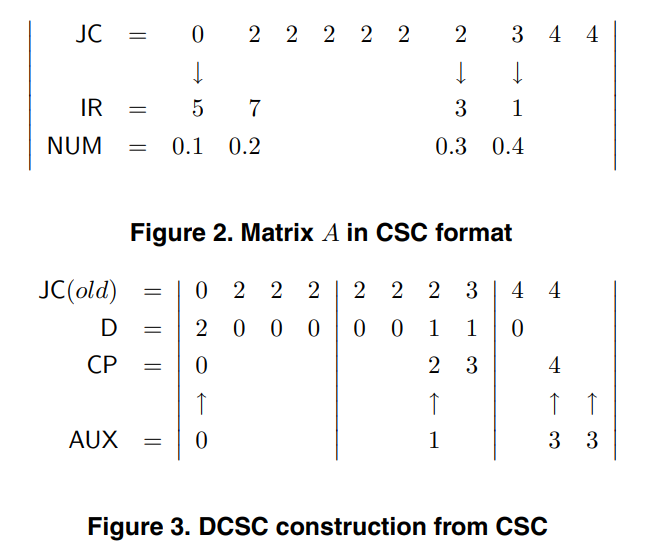 JC = 0 2 2 2 2 2 2 3 4 4
↓ ↓ ↓
IR = 5 7 3 1
NUM = 0.1 0.2 0.3 0.4
Figure 2. Matrix A in CSC format
JC(old) = 0 2 2 2 2 2 2 3 4 4
D = 2 0 0 0 0 0 1 1 0
CP = 0 2 3 4
↑ ↑ ↑ ↑
AUX = 0 1 3 3
Figure 3. DCSC construction from CSC